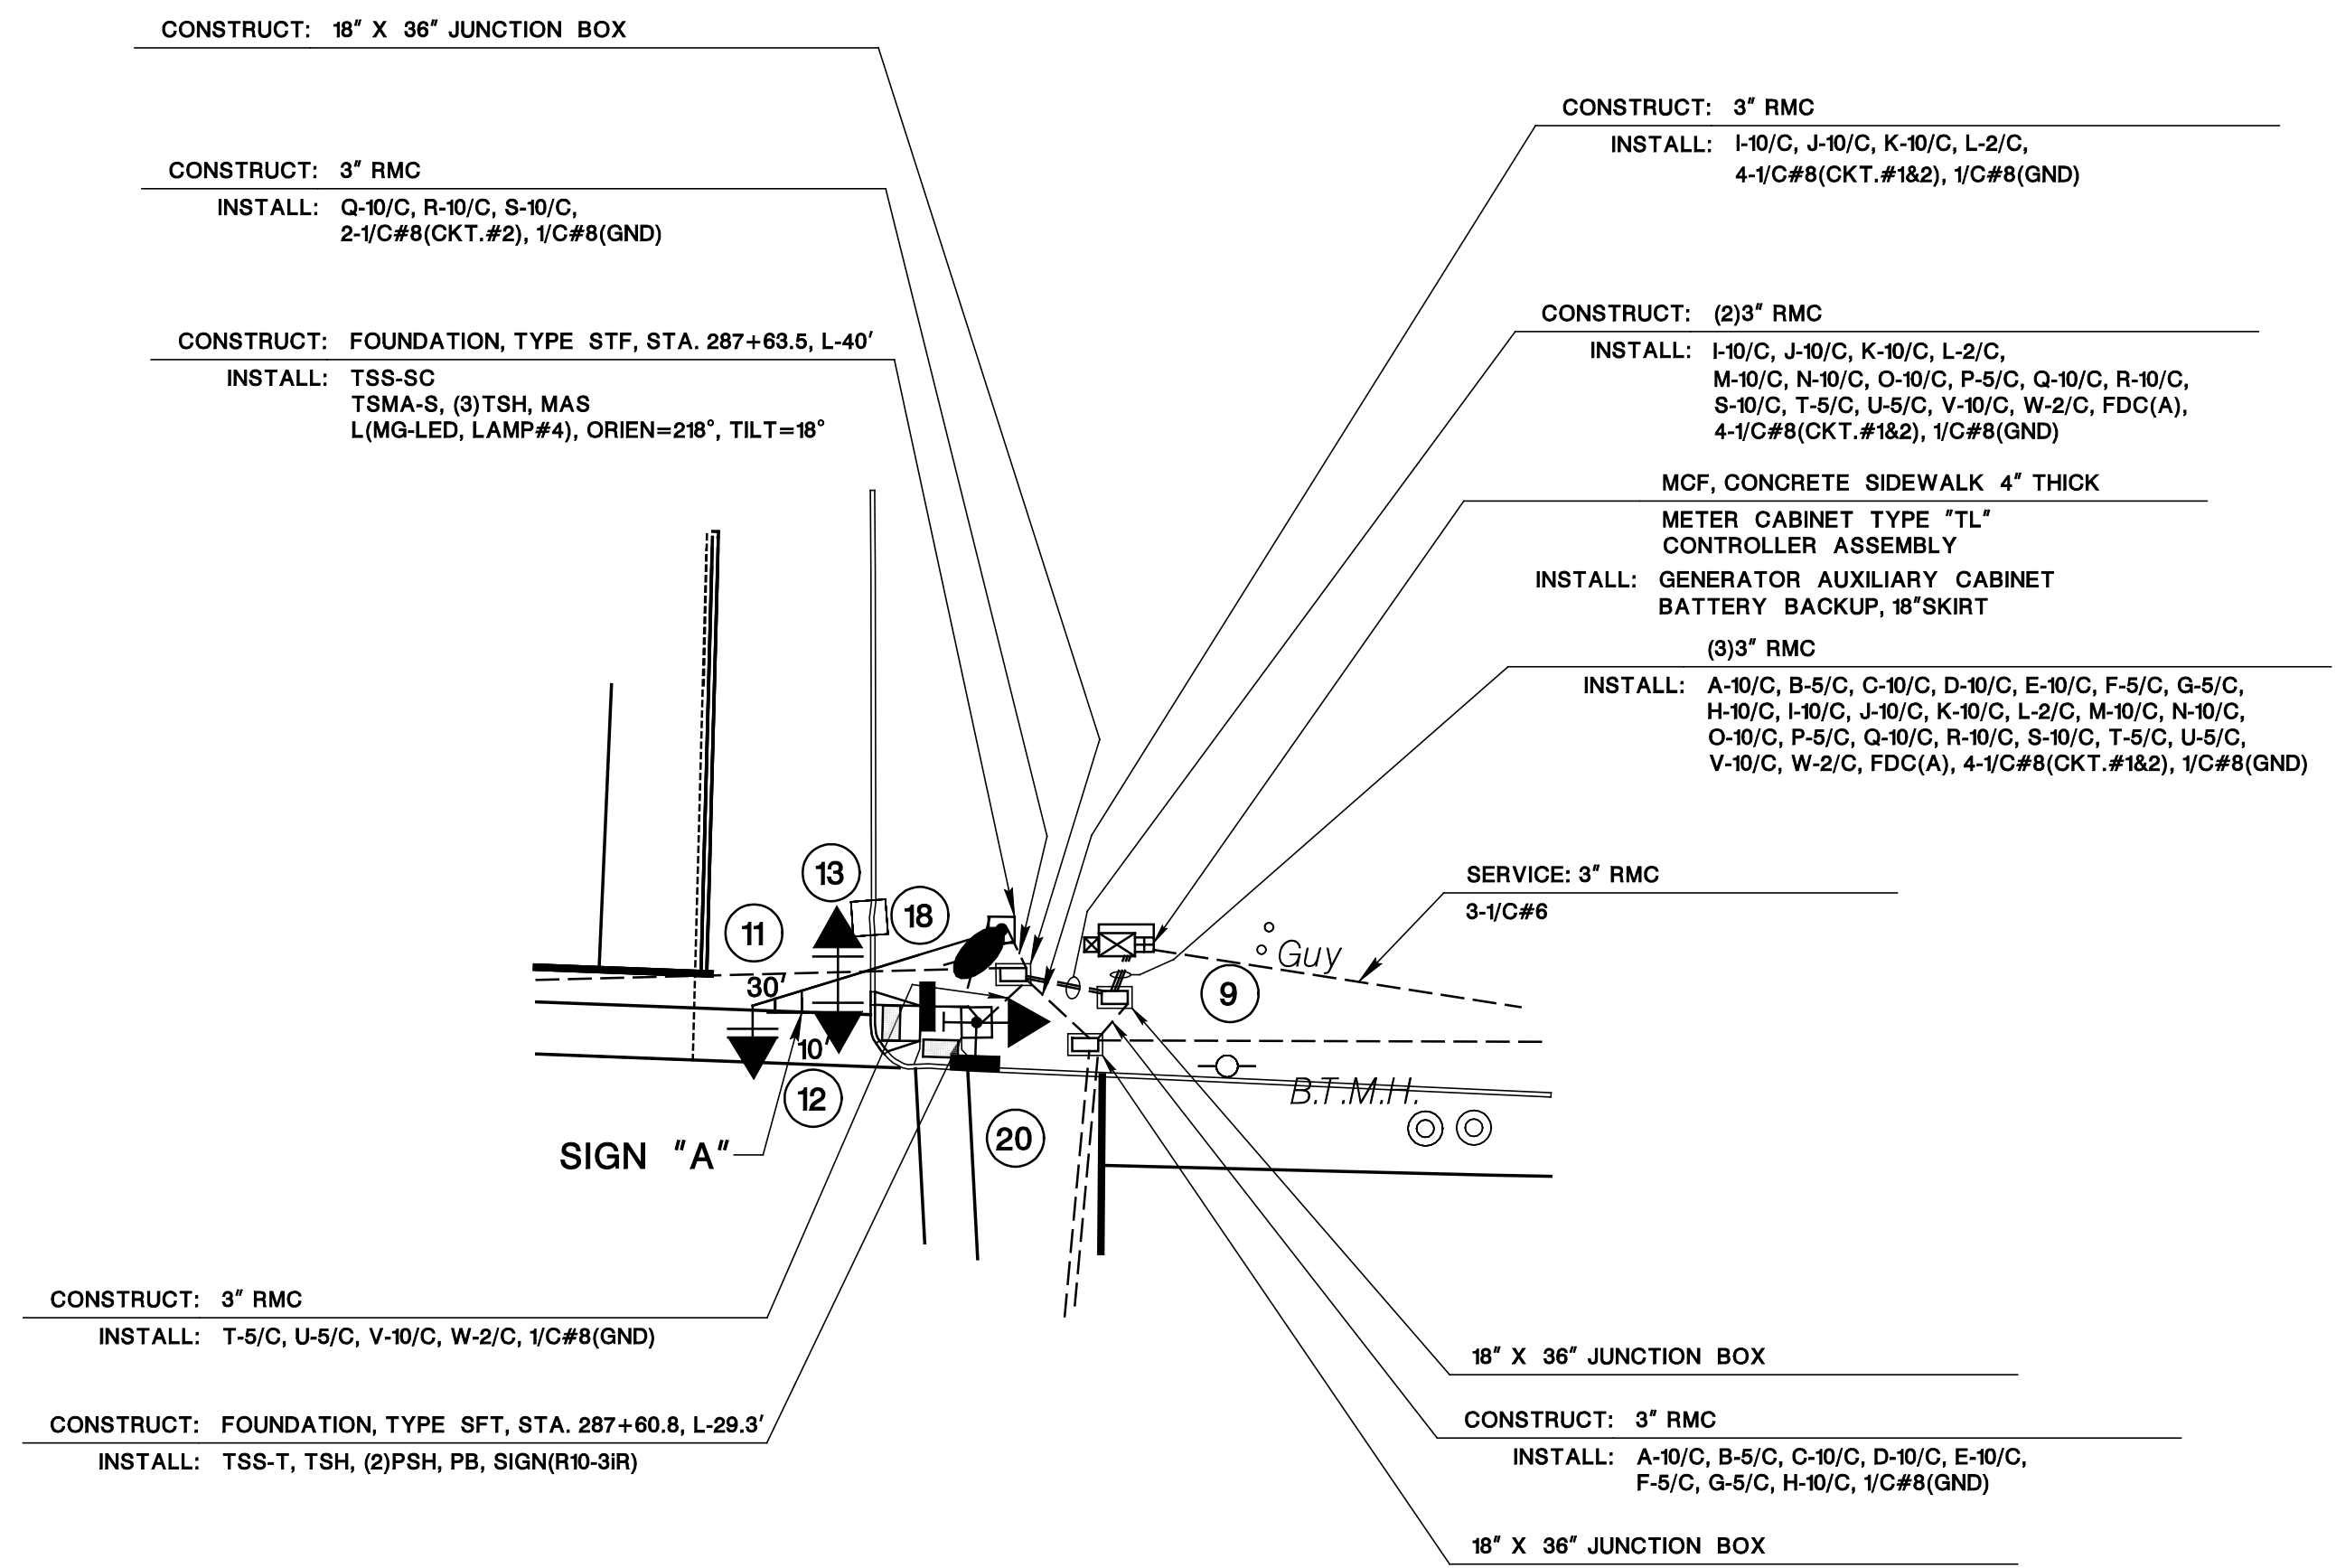 CONSTRUCT: 18" X 36" JUNCTION BOX
CONSTRUCT: 3" RMC
INSTALL: Q-10/C, R-10/C, S-10/C,
2-1/C#8(CKT.#2), 1/C#8(GND)
CONSTRUCT: FOUNDATION, TYPE STF, STA. 287+63.5, L-40'
INSTALL: TSS-SC
TSMA-S, (3)TSH, MAS
L(MG-LED, LAMP#4), ORIEN=218°, TILT=18°
CONSTRUCT: 3" RMC
INSTALL: I-10/C, J-10/C, K-10/C, L-2/C,
4-1/C#8(CKT.#1&2), 1/C#8(GND)
CONSTRUCT: (2)3" RMC
INSTALL: I-10/C, J-10/C, K-10/C, L-2/C,
M-10/C, N-10/C, O-10/C, P-5/C, Q-10/C, R-10/C,
S-10/C, T-5/C, U-5/C, V-10/C, W-2/C, FDC(A),
4-1/C#8(CKT.#1&2), 1/C#8(GND)
MCF, CONCRETE SIDEWALK 4" THICK
METER CABINET TYPE "TL"
CONTROLLER ASSEMBLY
INSTALL: GENERATOR AUXILIARY CABINET
BATTERY BACKUP, 18"SKIRT
(3)3" RMC
INSTALL: A-10/C, B-5/C, C-10/C, D-10/C, E-10/C, F-5/C, G-5/C,
H-10/C, I-10/C, J-10/C, K-10/C, L-2/C, M-10/C, N-10/C,
O-10/C, P-5/C, Q-10/C, R-10/C, S-10/C, T-5/C, U-5/C,
V-10/C, W-2/C, FDC(A), 4-1/C#8(CKT.#1&2), 1/C#8(GND)
SERVICE: 3" RMC
3-1/C#6
13
18
11
Guy
30'
9
10'
12
B.T.M.H.
20
SIGN "A"
CONSTRUCT: 3" RMC
INSTALL: T-5/C, U-5/C, V-10/C, W-2/C, 1/C#8(GND)
CONSTRUCT: FOUNDATION, TYPE SFT, STA. 287+60.8, L-29.3'
INSTALL: TSS-T, TSH, (2)PSH, PB, SIGN(R10-3iR)
18" X 36" JUNCTION BOX
CONSTRUCT: 3" RMC
INSTALL: A-10/C, B-5/C, C-10/C, D-10/C, E-10/C,
F-5/C, G-5/C, H-10/C, 1/C#8(GND)
18" X 36" JUNCTION BOX